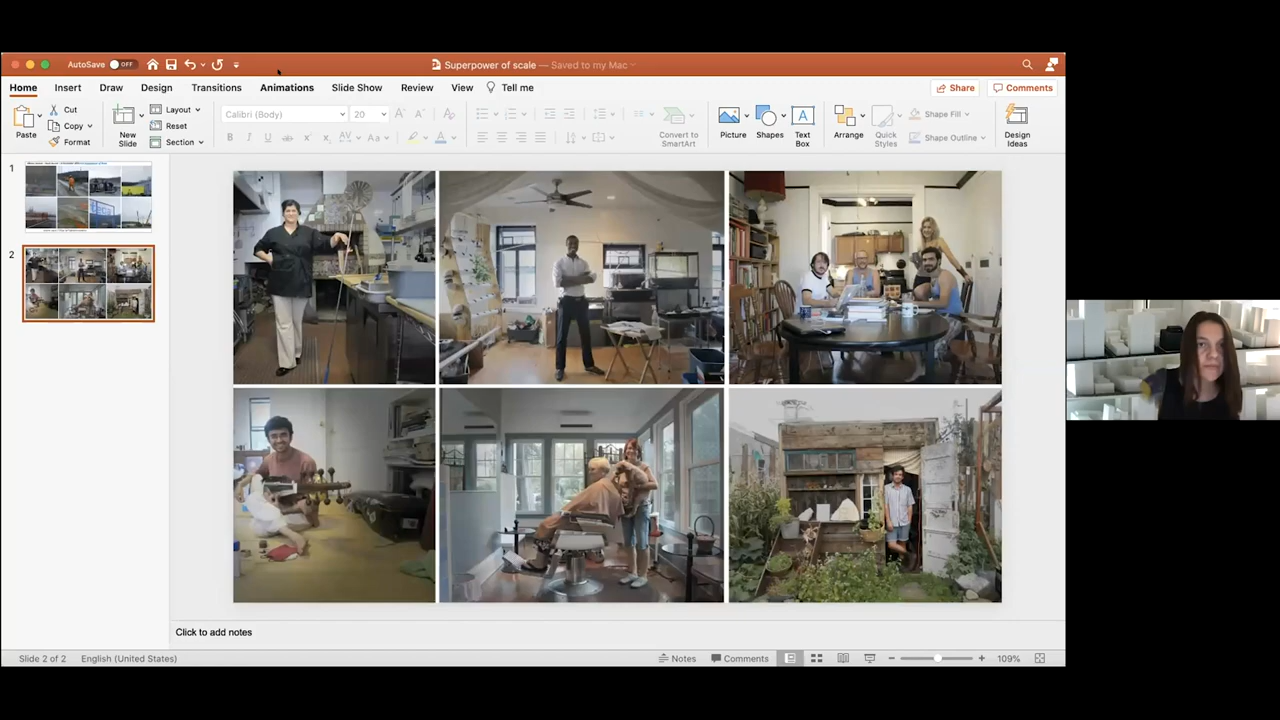 AutoSave OFF
Superpower of scale — Saved to my Mac
Home Insert Draw Design Transitions Animations Slide Show Review View Tell me
Share Comments
Paste
Cut
Copy
Format
New Slide
Layout
Reset
Section
Calibri (Body) 20
Convert to SmartArt
Picture
Shapes
Text Box
Arrange
Quick Styles
Shape Fill
Shape Outline
Design Ideas
1
2
Click to add notes
Slide 2 of 2 English (United States) Notes Comments 109%